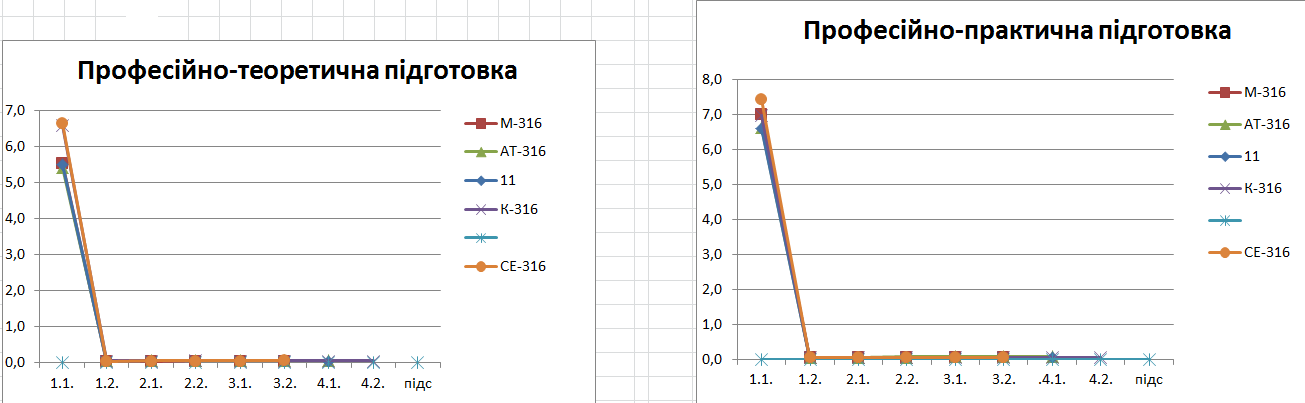 Професійно-теоретична підготовка
7,0
6,0
5,0
4,0
3,0
2,0
1,0
0,0
1.1. 1.2. 2.1. 2.2. 3.1. 3.2. 4.1. 4.2. підс
М-316
АТ-316
11
К-316
СЕ-316
Професійно-практична підготовка
8,0
7,0
6,0
5,0
4,0
3,0
2,0
1,0
0,0
1.1. 1.2. 2.1. 2.2. 3.1. 3.2. .4.1. 4.2. підс
М-316
АТ-316
11
К-316
СЕ-316